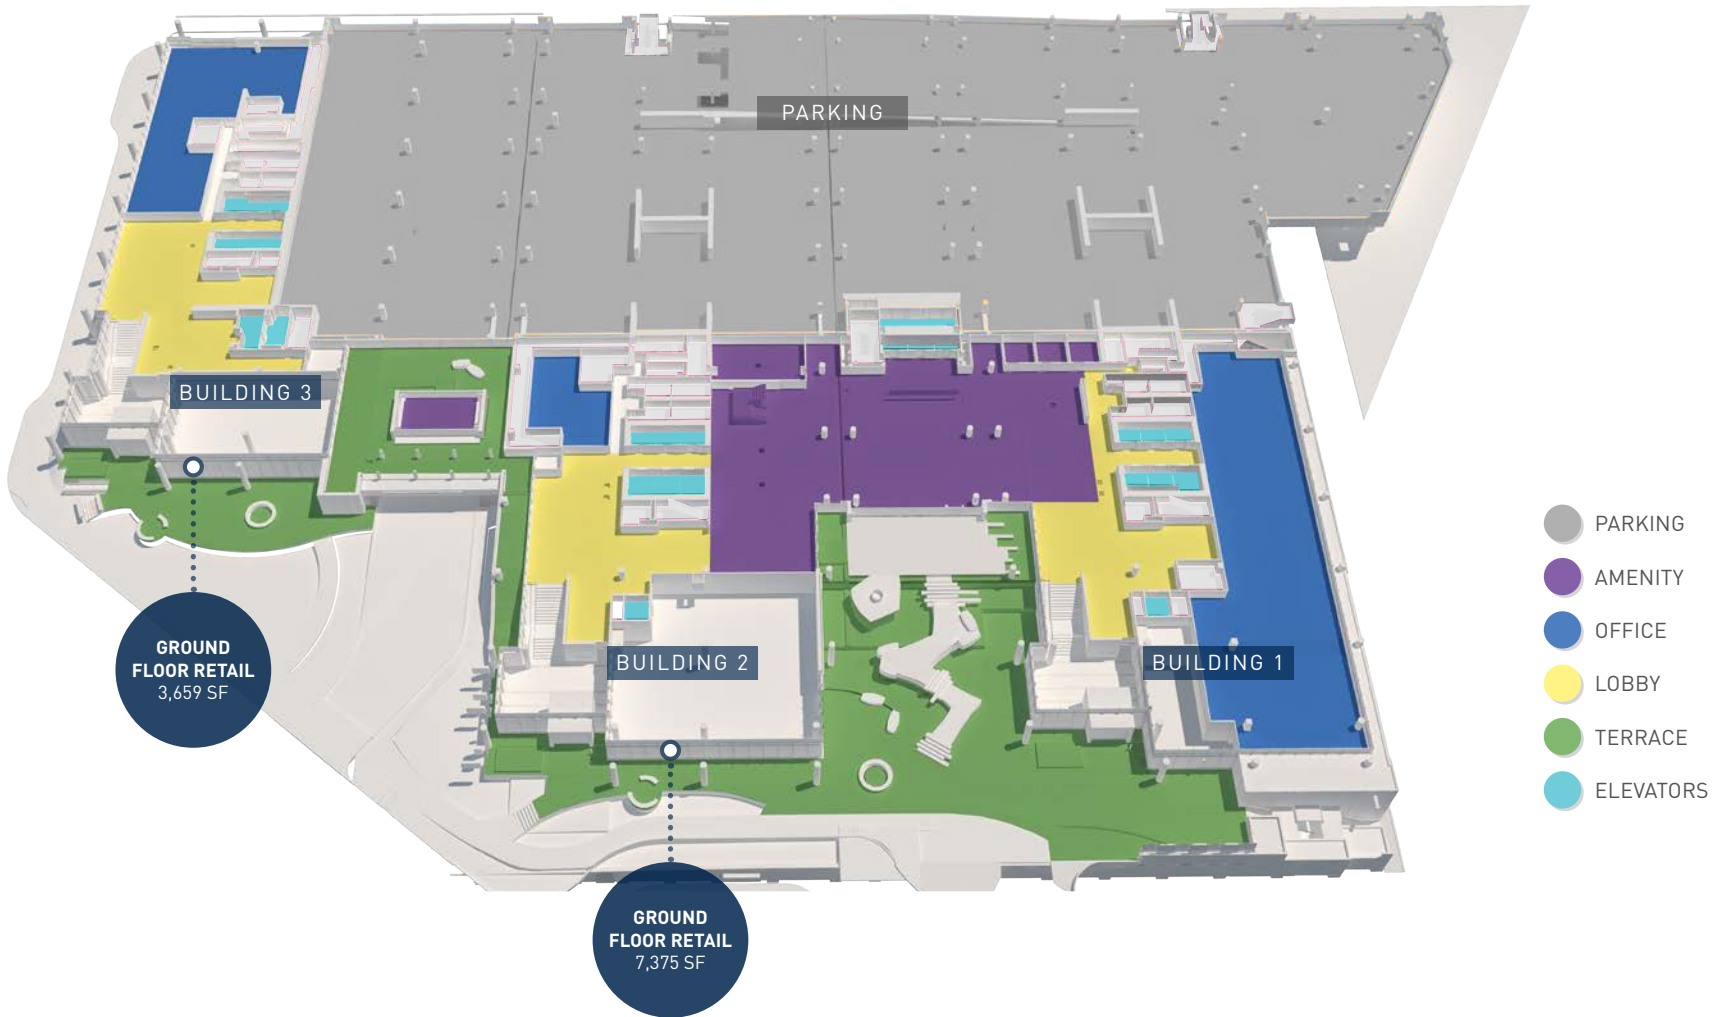 PARKING
BUILDING 3
BUILDING 2
BUILDING 1
GROUND
FLOOR RETAIL
3,659 SF
GROUND
FLOOR RETAIL
7,375 SF
PARKING
AMENITY
OFFICE
LOBBY
TERRACE
ELEVATORS